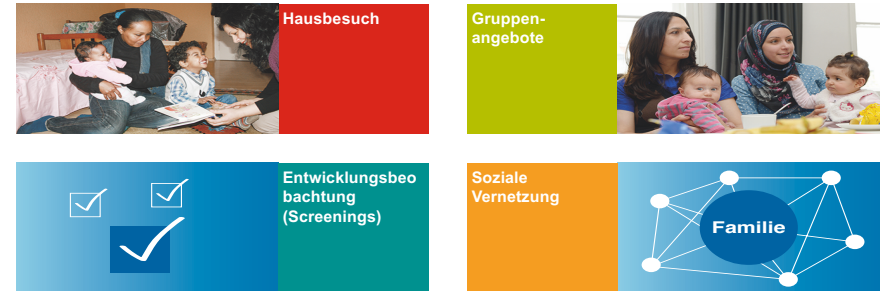 Hausbesuch
Gruppen-
angebote
Entwicklungsbeo
bachtung
(Screenings)
Soziale
Vernetzung
Familie